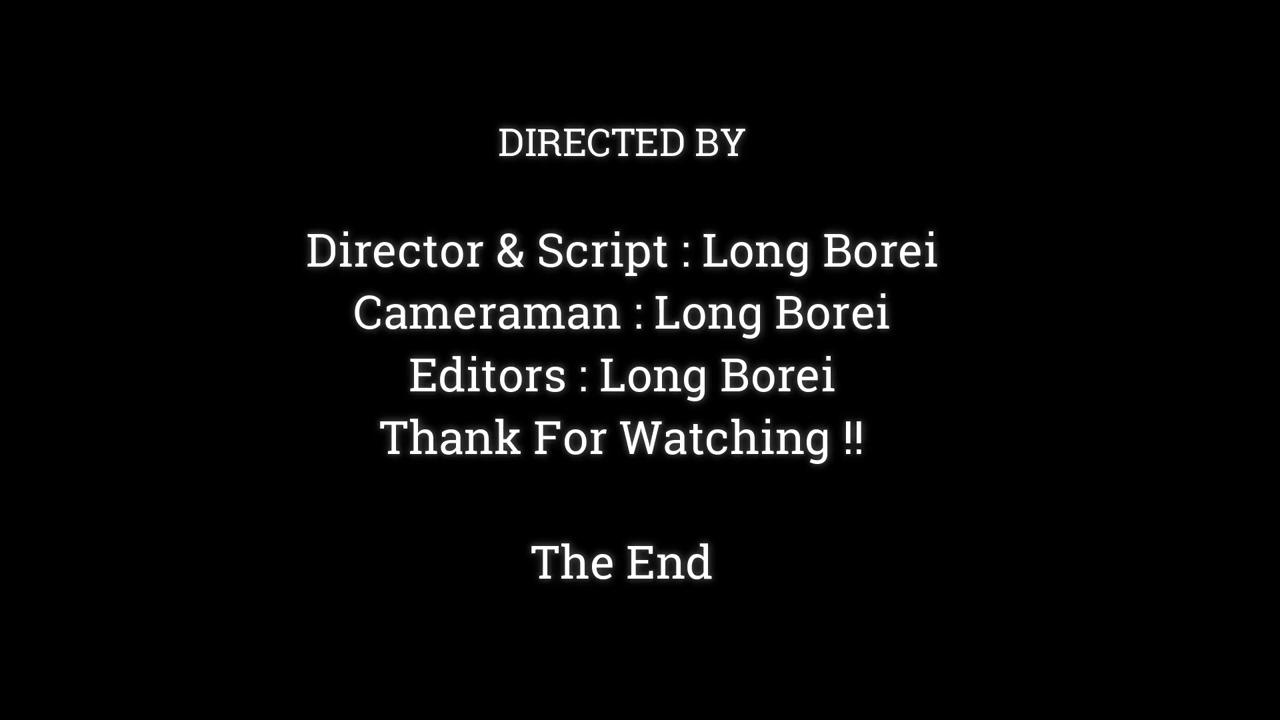 DIRECTED BY
Director & Script : Long Borei
Cameraman : Long Borei
Editors : Long Borei
Thank For Watching !!
The End